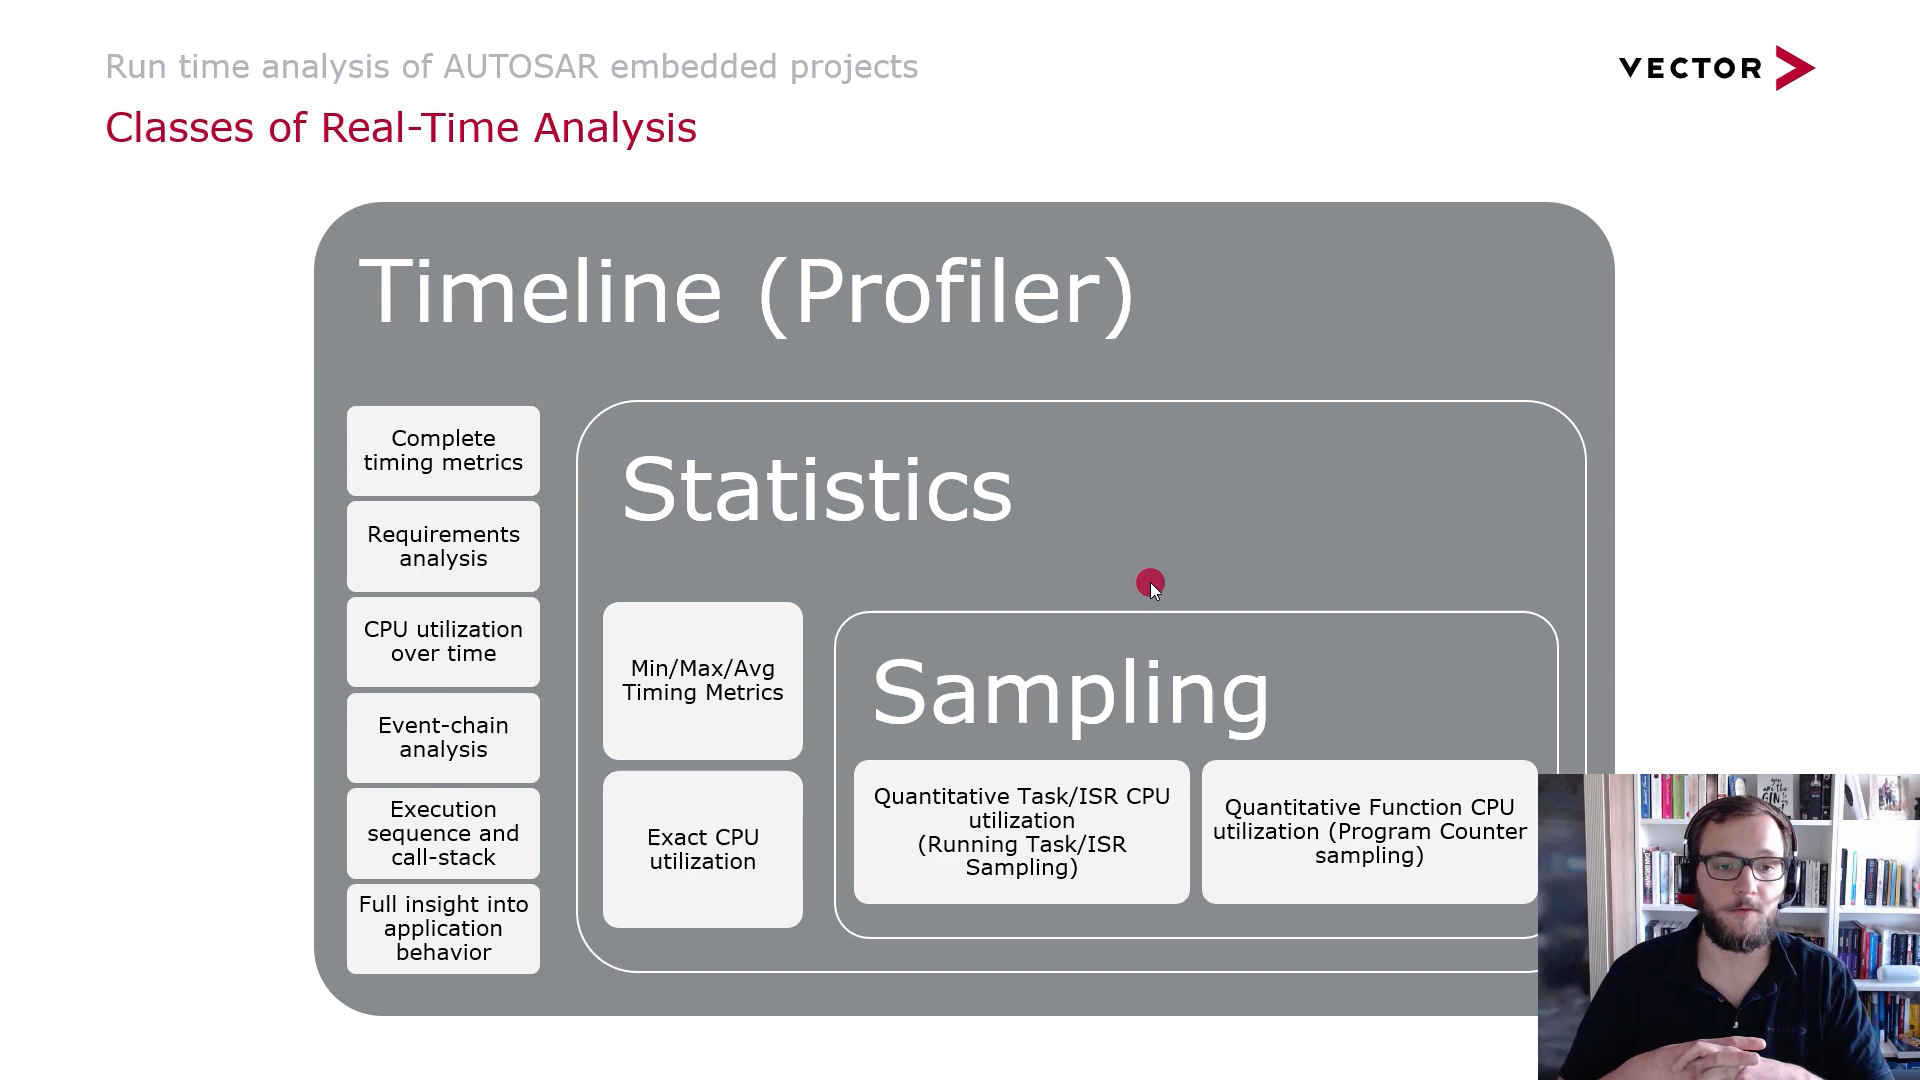 Run time analysis of AUTOSAR embedded projects
VECTOR
Classes of Real-Time Analysis
Timeline (Profiler)
Complete
timing metrics
Requirements
analysis
CPU utilization
over time
Event-chain
analysis
Execution
sequence and
call-stack
Full insight into
application
behavior
Statistics
Min/Max/Avg
Timing Metrics
Exact CPU
utilization
Sampling
Quantitative Task/ISR CPU
utilization
(Running Task/ISR
Sampling)
Quantitative Function CPU
utilization (Program Counter
sampling)